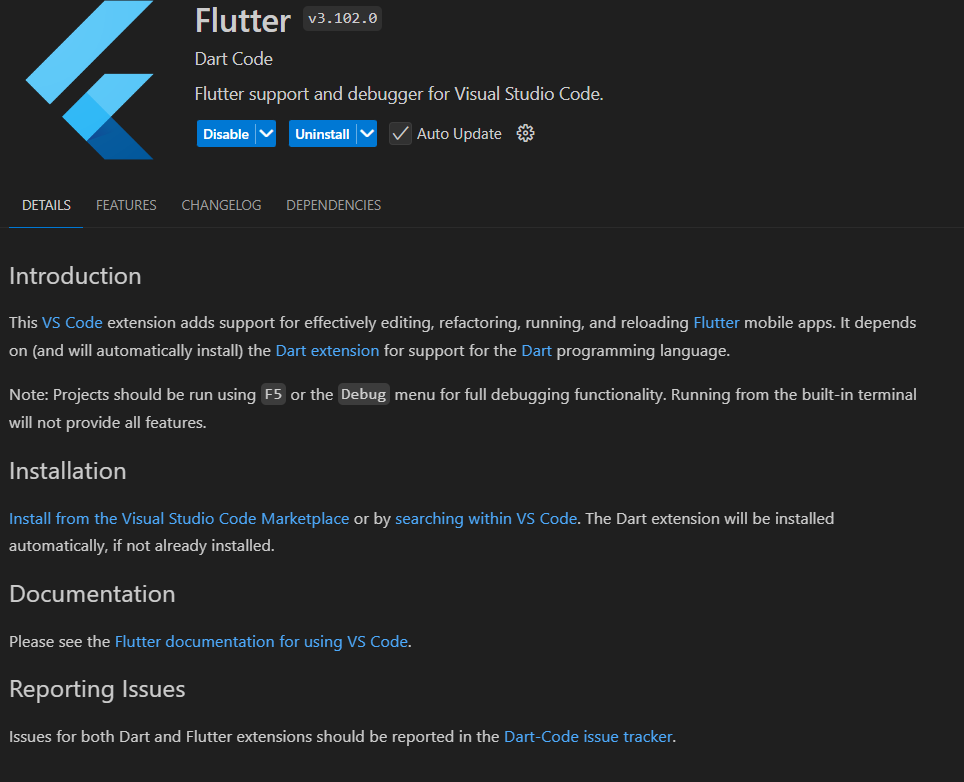 Flutter v3.102.0
Dart Code
Flutter support and debugger for Visual Studio Code.
Disable Uninstall Auto Update
DETAILS FEATURES CHANGELOG DEPENDENCIES
Introduction
This VS Code extension adds support for effectively editing, refactoring, running, and reloading Flutter mobile apps. It depends
on (and will automatically install) the Dart extension for support for the Dart programming language.
Note: Projects should be run using F5 or the Debug menu for full debugging functionality. Running from the built-in terminal
will not provide all features.
Installation
Install from the Visual Studio Code Marketplace or by searching within VS Code. The Dart extension will be installed
automatically, if not already installed.
Documentation
Please see the Flutter documentation for using VS Code.
Reporting Issues
Issues for both Dart and Flutter extensions should be reported in the Dart-Code issue tracker.